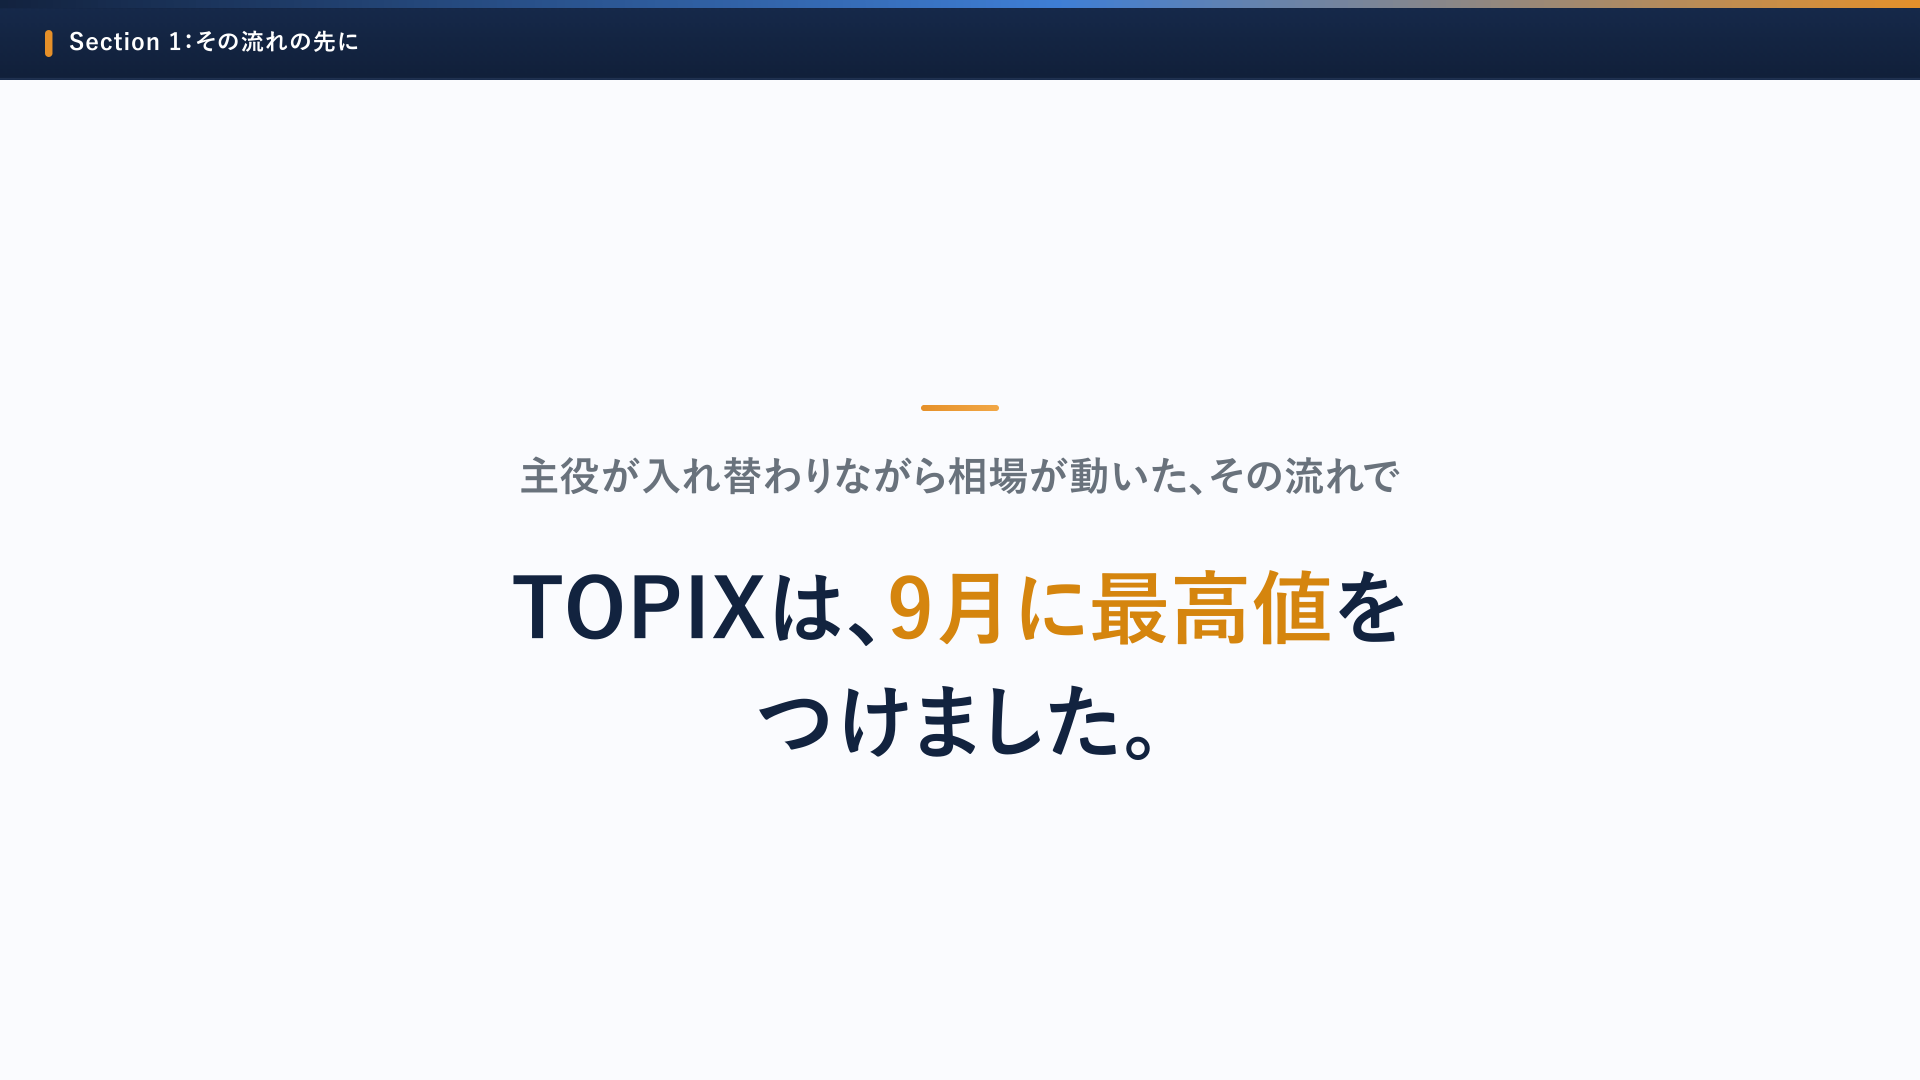 Section 1：その流れの先に
主役が入れ替わりながら相場が動いた、その流れで
TOPIXは、9月に最高値を
つけました。